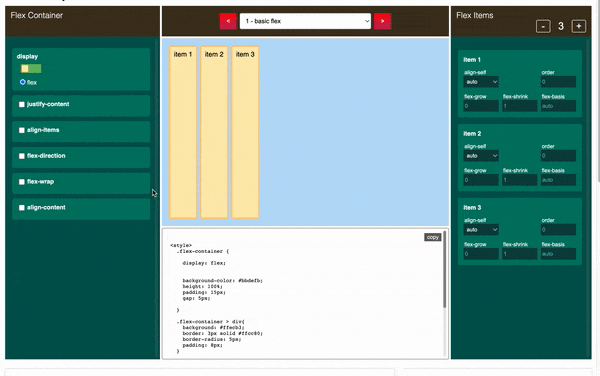 Flex Container
display
flex
justify-content
align-items
flex-direction
flex-wrap
align-content
<
1 - basic flex
>
item 1 item 2 item 3
copy
<style>
.flex-container {
display: flex;
background-color: #bbdefb;
height: 100%;
padding: 15px;
gap: 5px;
}
.flex-container > div{
background: #ffecb3;
border: 3px solid #ffcc80;
border-radius: 5px;
padding: 8px;
}
Flex Items
- 3 +
item 1
align-self order
auto 0
flex-grow flex-shrink flex-basis
0 1 auto
item 2
align-self order
auto 0
flex-grow flex-shrink flex-basis
0 1 auto
item 3
align-self order
auto 0
flex-grow flex-shrink flex-basis
0 1 auto